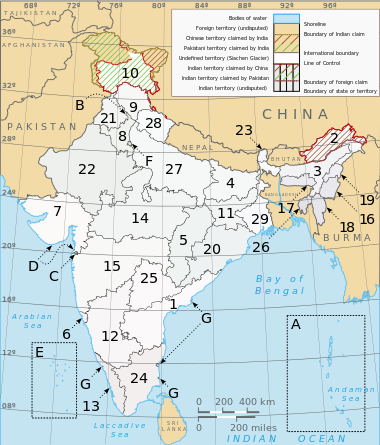 72° 76° 80°
36°
TAJIKISTAN
AFGHANISTAN
Bodies of water
Foreign territory (undisputed)
Chinese territory claimed by India
Pakistani territory claimed by India
Undefined territory (Siachen Glacier)
Indian territory claimed by China
Indian territory claimed by Pakistan
Indian territory (undisputed)
Shoreline
Boundary of Indian claim
International boundary
Line of Control
Boundary of foreign claim
Boundary of state or territory
10
32°
B
9
21
28
PAKISTAN
8
23
CHINA
28°
2
NEPAL
BHUTAN
F
22
27
3
4
24°
BANGLADESH
19
7
14
11
29
17
16
5
18
20
26
BURMA
D
20°
C
15
25
Bay of
Bengal
16°
1
G
Arabian
Sea
6
12
A
E
12°
G
24
G
13
Andaman
Sea
08°
0 200 400 km
0 200 miles
SRI
LANKA
Laccadive
Sea
INDIAN OCEAN
84° 88° 92° 96°